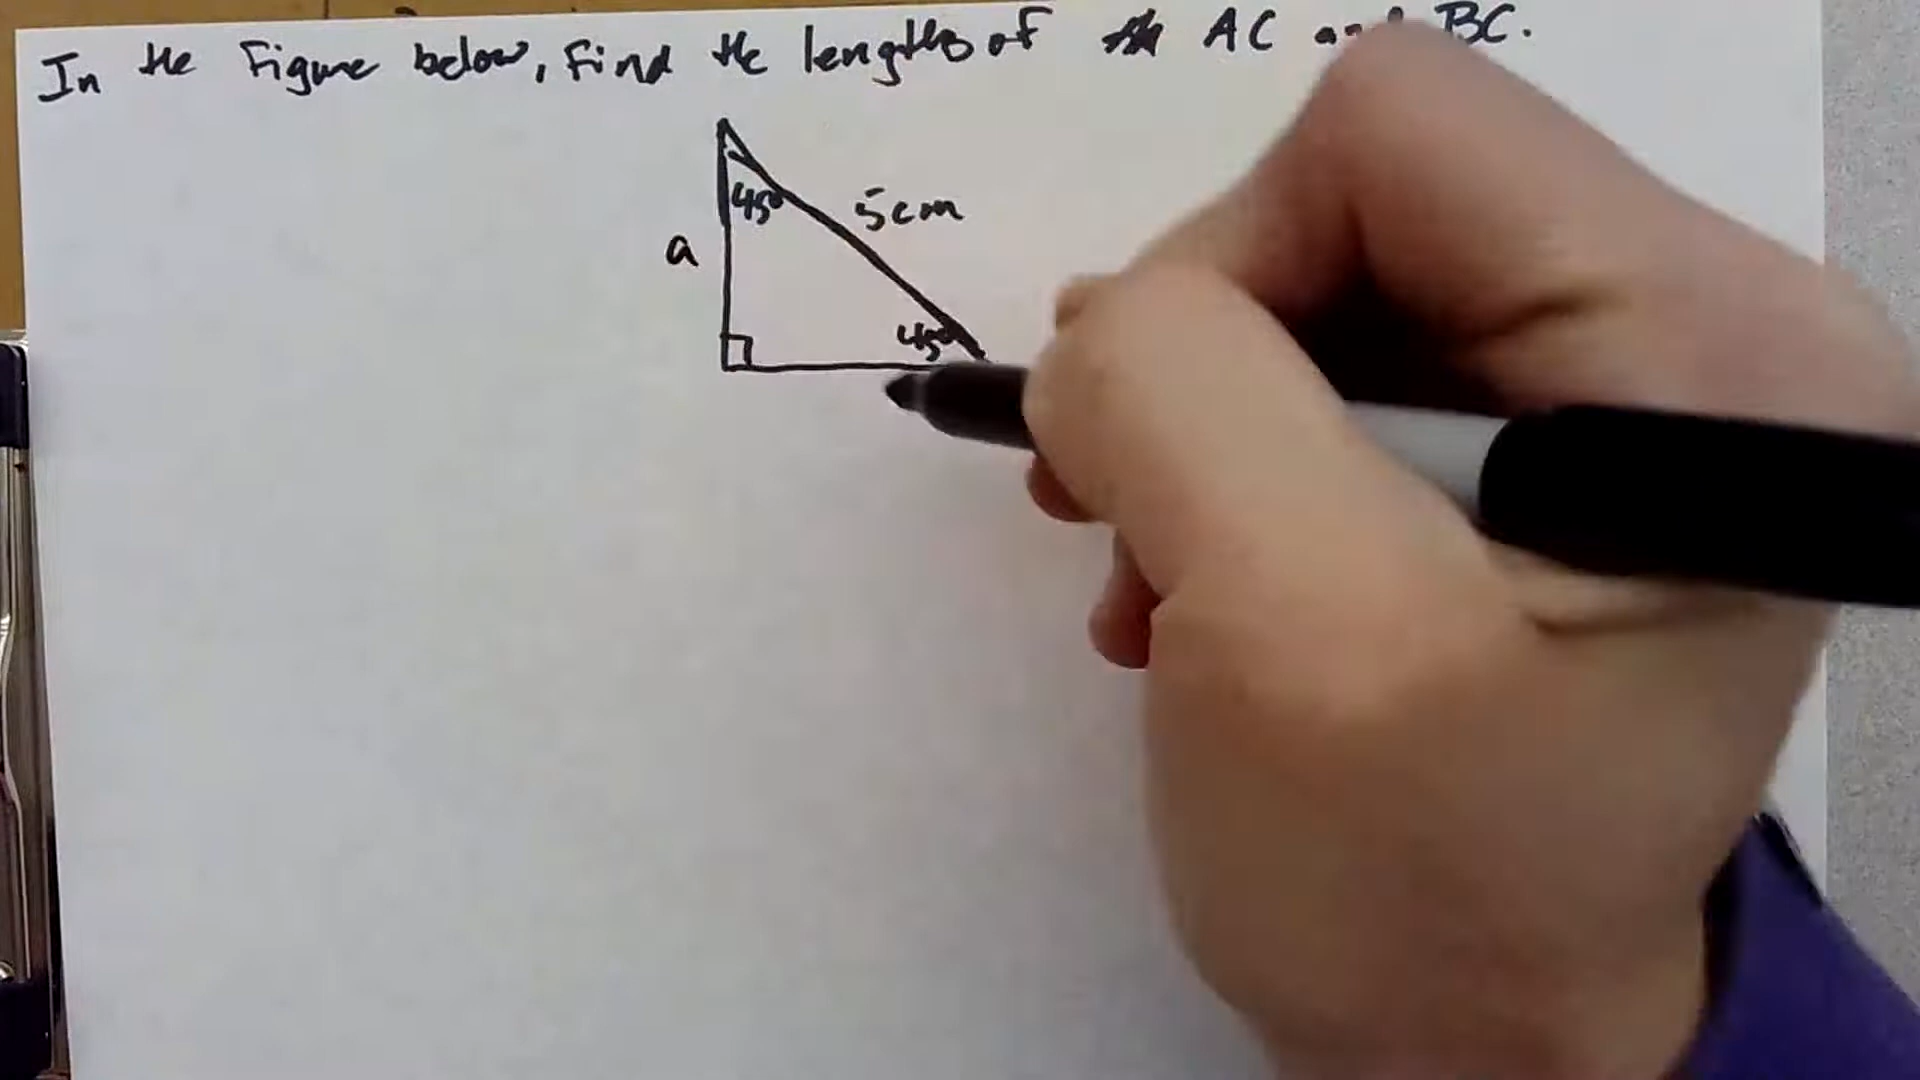 In the figure below, find the lengths of AC BC.
45°
5cm
a
45°